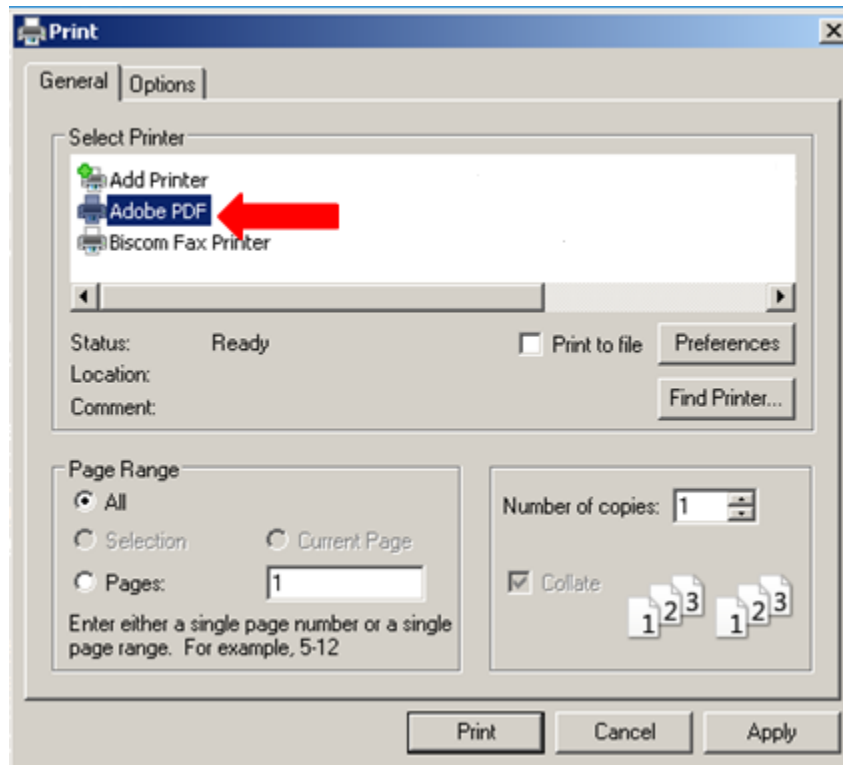 Print
General Options
Select Printer
Add Printer
Adobe PDF
Biscom Fax Printer
Status: Ready
Print to file Preferences
Location:
Find Printer...
Comment:
Page Range
All
Selection Current Page
Pages: 1
Enter either a single page number or a single
page range. For example, 5-12
Number of copies: 1
Collate
1 2 3 1 2 3
Print Cancel Apply